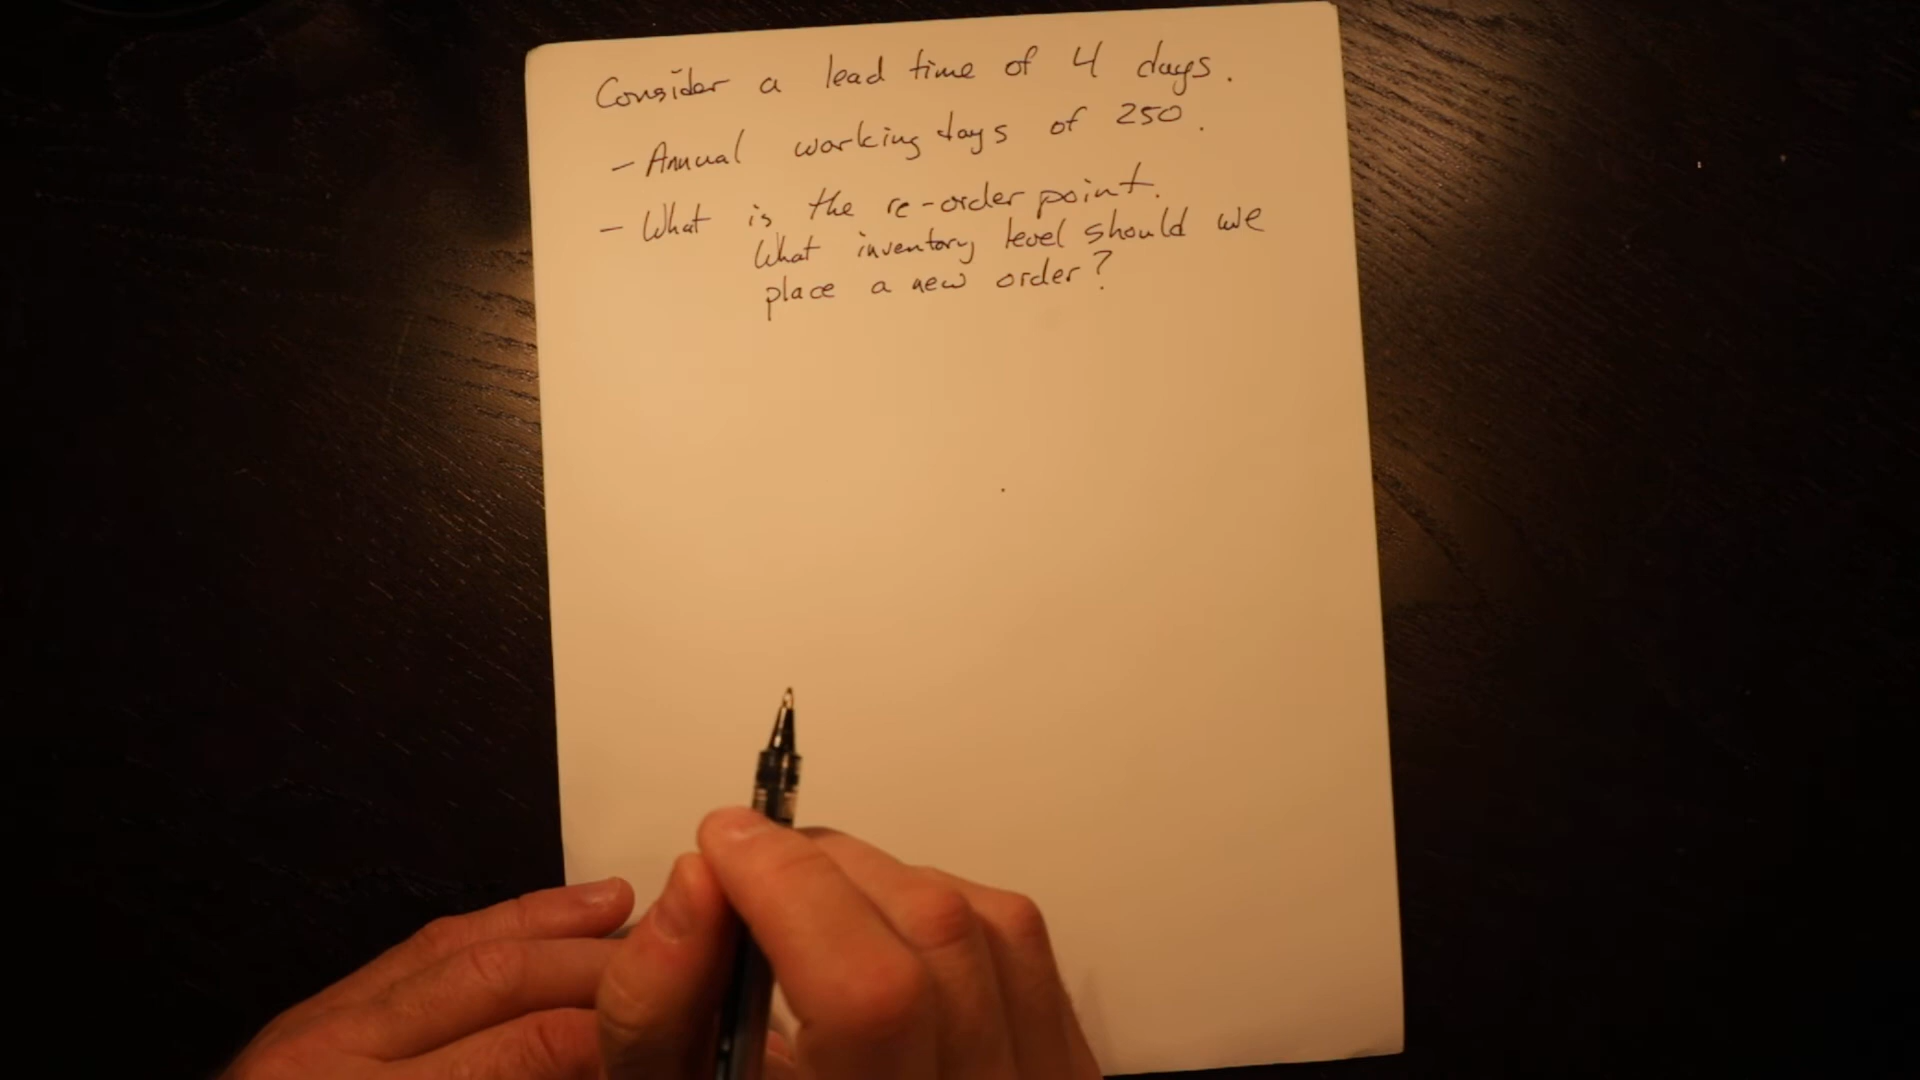 Consider a lead time of 4 days.
- Annual working days of 250.
- What is the re-order point.
What inventory level should we
place a new order?